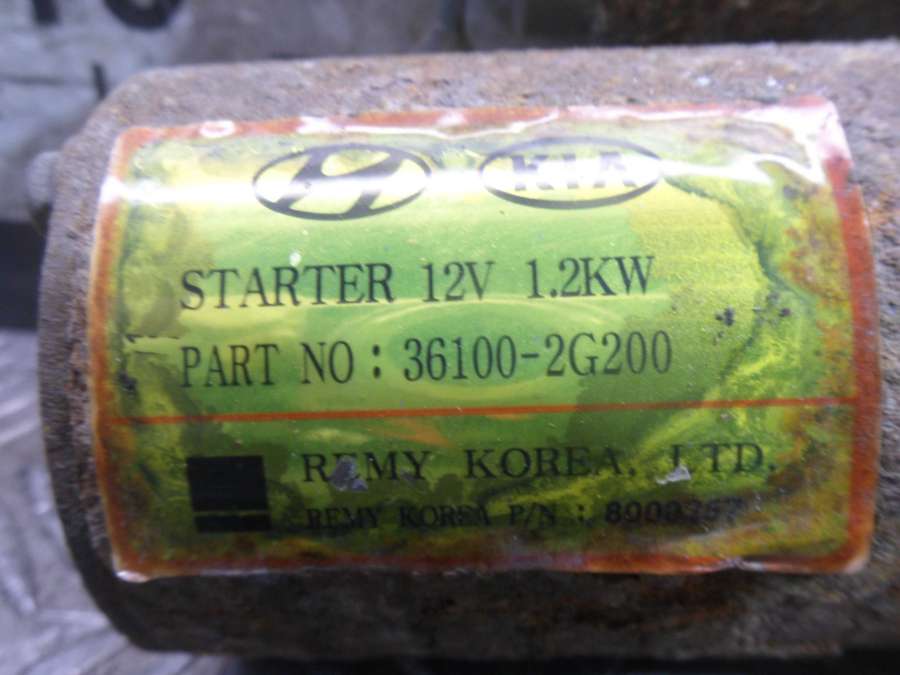 KIA
STARTER 12V 1.2KW
PART NO : 36100-2G200
REMY KOREA. LTD.
REMY KOREA P/N :